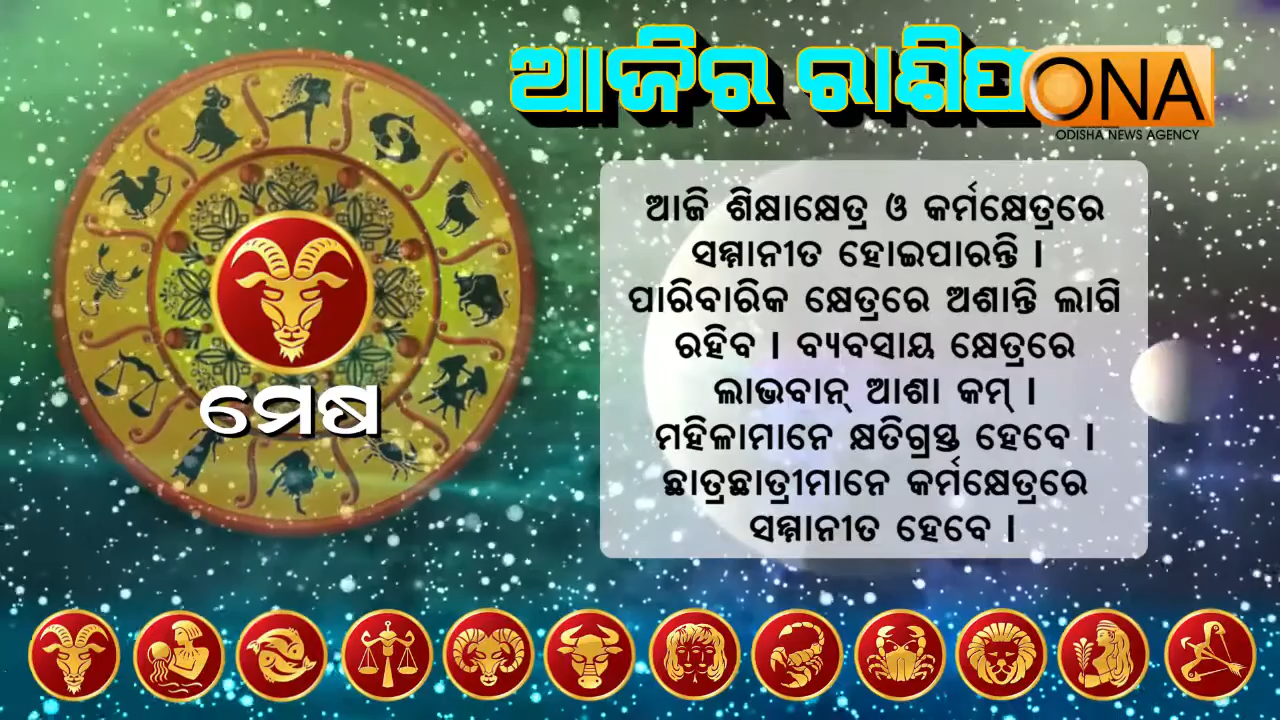 ଆଜିର
ONA
ODISHA NEWS AGENCY
ଆଜି ଶିକ୍ଷାକ୍ଷେତ୍ର ଓ କର୍ମକ୍ଷେତ୍ରରେ
ସମ୍ମାନୀତ ହୋଇପାରନ୍ତି ।
ପାରିବାରିକ କ୍ଷେତ୍ରରେ ଅଶାନ୍ତି ଲାଗି
ରହିବ । ବ୍ୟବସାୟ କ୍ଷେତ୍ରରେ
ଲାଭବାନ୍ ଆଶା କମ୍ ।
ମହିଳାମାନେ କ୍ଷତିଗ୍ରସ୍ତ ହେବେ ।
ଛାତ୍ରଛାତ୍ରୀମାନେ କର୍ମକ୍ଷେତ୍ରରେ
ସମ୍ମାନୀତ ହେବେ ।
ମେଷ